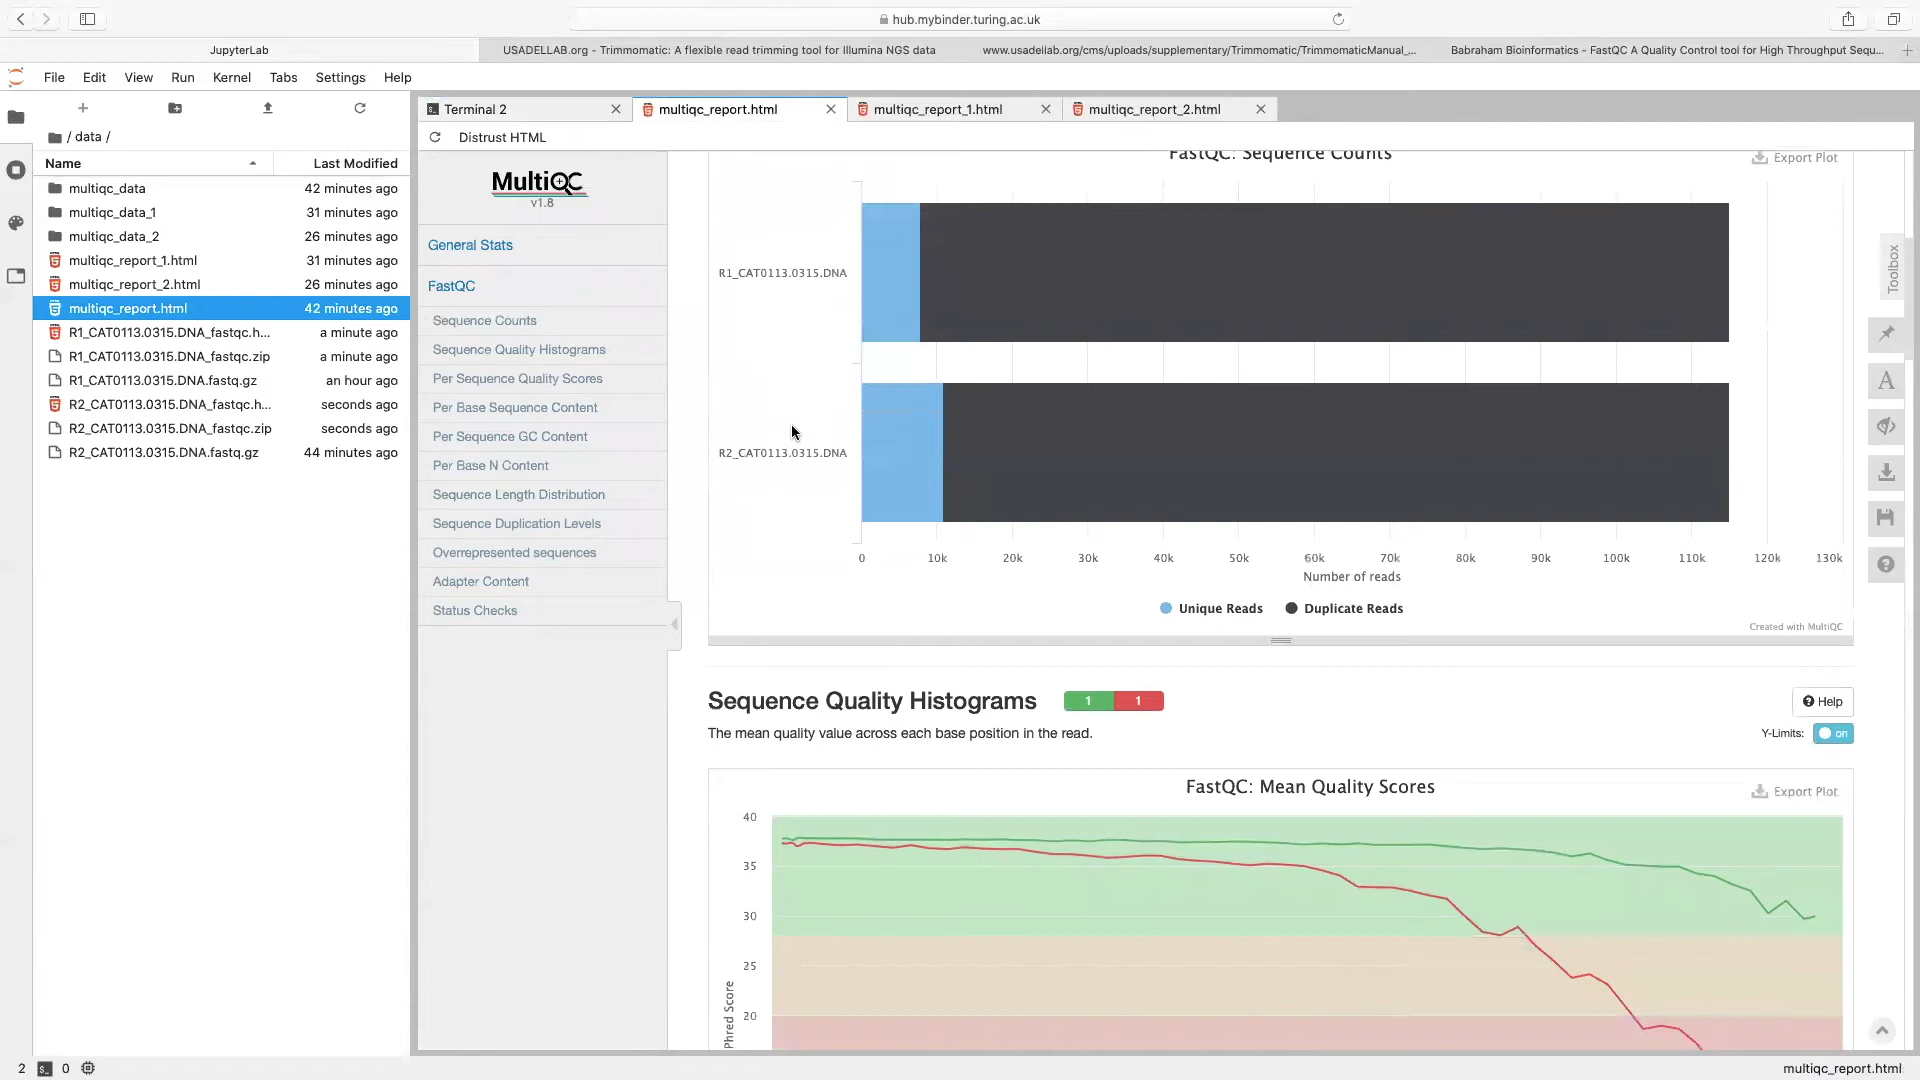 hub.mybinder.turing.ac.uk
JupyterLab
USADELLAB.org - Trimmomatic: A flexible read trimming tool for Illumina NGS data
www.usadellab.org/cms/uploads/supplementary/Trimmomatic/TrimmomaticManual_...
Babraham Bioinformatics - FastQC A Quality Control tool for High Throughput Sequ...
File Edit View Run Kernel Tabs Settings Help
/ data /
Name Last Modified
multiqc_data 42 minutes ago
multiqc_data_1 31 minutes ago
multiqc_data_2 26 minutes ago
multiqc_report_1.html 31 minutes ago
multiqc_report_2.html 26 minutes ago
multiqc_report.html 42 minutes ago
R1_CAT0113.0315.DNA_fastqc.h... a minute ago
R1_CAT0113.0315.DNA_fastqc.zip a minute ago
R1_CAT0113.0315.DNA.fastq.gz an hour ago
R2_CAT0113.0315.DNA_fastqc.h... seconds ago
R2_CAT0113.0315.DNA_fastqc.zip seconds ago
R2_CAT0113.0315.DNA.fastq.gz 44 minutes ago
Terminal 2
multiqc_report.html
multiqc_report_1.html
multiqc_report_2.html
Distrust HTML
MultiQC
v1.8
General Stats
FastQC
Sequence Counts
Sequence Quality Histograms
Per Sequence Quality Scores
Per Base Sequence Content
Per Sequence GC Content
Per Base N Content
Sequence Length Distribution
Sequence Duplication Levels
Overrepresented sequences
Adapter Content
Status Checks
FastQC: Sequence Counts
Export Plot
R1_CAT0113.0315.DNA
R2_CAT0113.0315.DNA
0 10k 20k 30k 40k 50k 60k 70k 80k 90k 100k 110k 120k 130k
Number of reads
Unique Reads Duplicate Reads
Created with MultiQC
Toolbox
A
Sequence Quality Histograms 1 1
Help
The mean quality value across each base position in the read.
Y-Limits: on
FastQC: Mean Quality Scores
Export Plot
40
35
30
25
20
Phred Score
2 $_ 0
multiqc_report.html